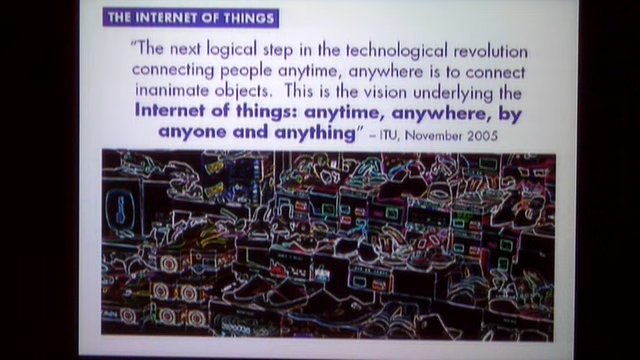 THE INTERNET OF THINGS
"The next logical step in the technological revolution
connecting people anytime, anywhere is to connect
inanimate objects. This is the vision underlying the
Internet of things: anytime, anywhere, by
anyone and anything" – ITU, November 2005